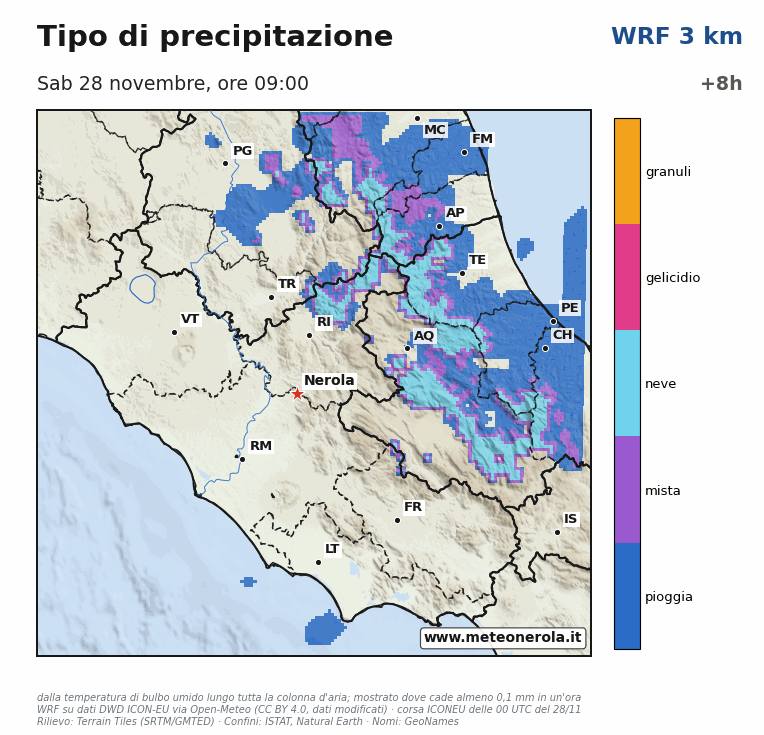 Tipo di precipitazione
WRF 3 km
Sab 28 novembre, ore 09:00
+8h
MC
FM
PG
AP
TE
TR
PE
VT
RI
AQ
CH
Nerola
RM
FR
IS
LT
www.meteonerola.it
granuli
gelicidio
neve
mista
pioggia
dalla temperatura di bulbo umido lungo tutta la colonna d'aria; mostrato dove cade almeno 0,1 mm in un'ora
WRF su dati DWD ICON-EU via Open-Meteo (CC BY 4.0, dati modificati) · corsa ICONEU delle 00 UTC del 28/11
Rilievo: Terrain Tiles (SRTM/GMTED) · Confini: ISTAT, Natural Earth · Nomi: GeoNames